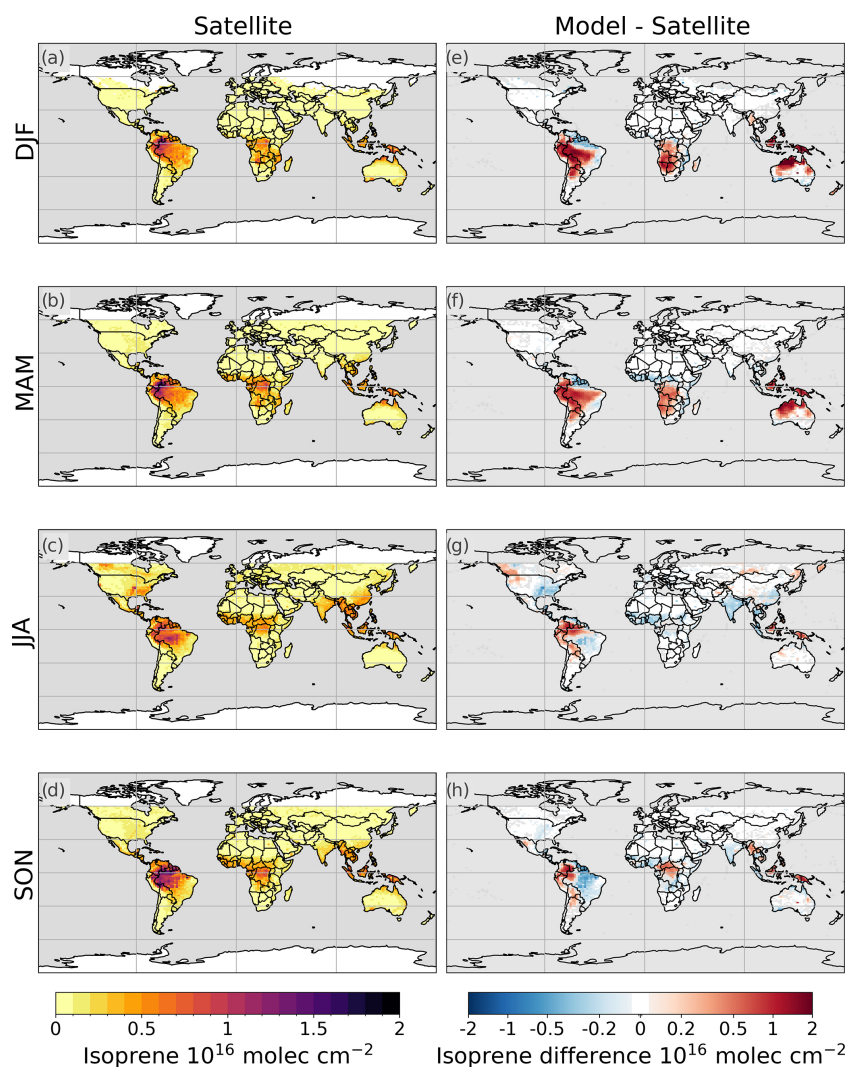 Satellite Model - Satellite
(a) (e)
DJF
(b) (f)
MAM
(c) (g)
JJA
(d) (h)
SON
0 0.5 1 1.5 2 -2 -1 -0.5 -0.2 0 0.2 0.5 1 2
Isoprene 10¹⁶ molec cm⁻² Isoprene difference 10¹⁶ molec cm⁻²